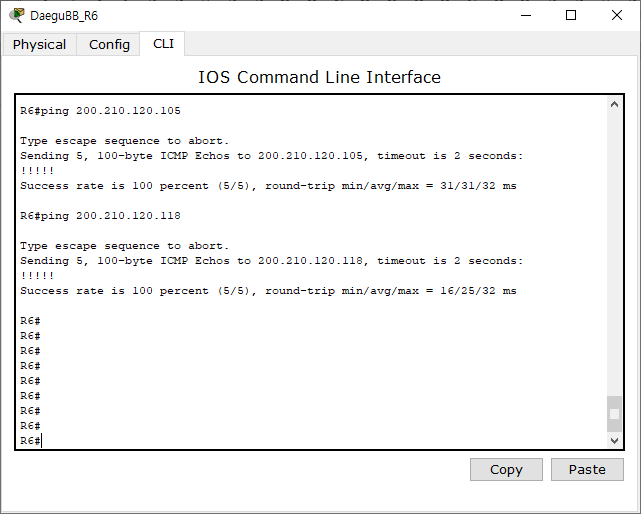 DaeguBB_R6
Physical Config CLI
IOS Command Line Interface
R6#ping 200.210.120.105
Type escape sequence to abort.
Sending 5, 100-byte ICMP Echos to 200.210.120.105, timeout is 2 seconds:
!!!!!
Success rate is 100 percent (5/5), round-trip min/avg/max = 31/31/32 ms
R6#ping 200.210.120.118
Type escape sequence to abort.
Sending 5, 100-byte ICMP Echos to 200.210.120.118, timeout is 2 seconds:
!!!!!
Success rate is 100 percent (5/5), round-trip min/avg/max = 16/25/32 ms
R6#
R6#
R6#
R6#
R6#
R6#
R6#
R6#
R6#
Copy Paste